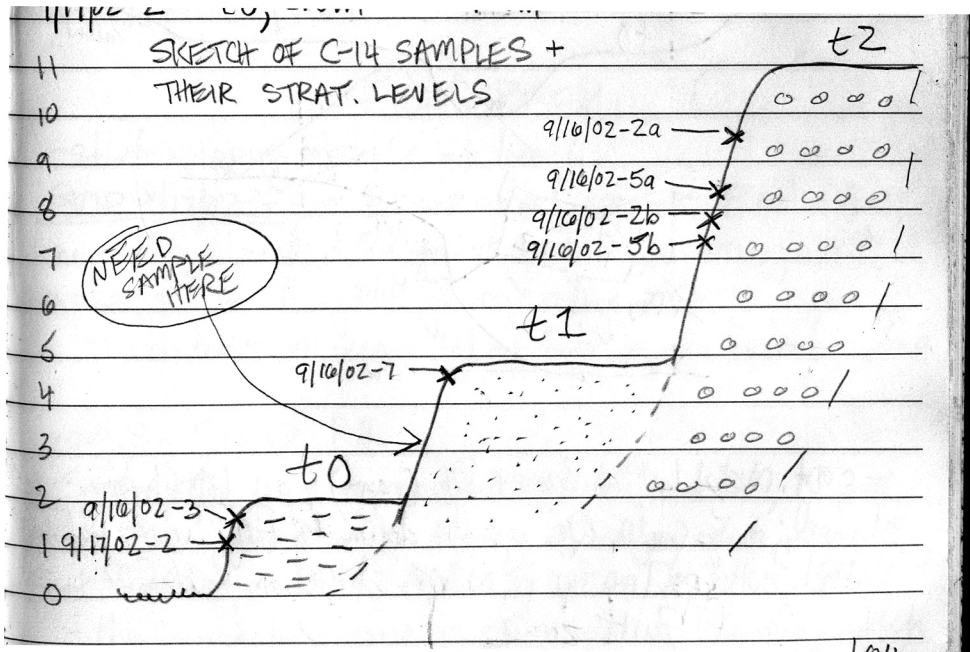 SKETCH OF C-14 SAMPLES +
THEIR STRAT. LEVELS
t2
11
10
9/16/02-2a
9
9/16/02-5a
8
9/16/02-2b
9/16/02-5b
7
NEED
SAMPLE
HERE
6
t1
5
9/16/02-7
4
3
t0
2
9/16/02-3
1
9/17/02-2
0